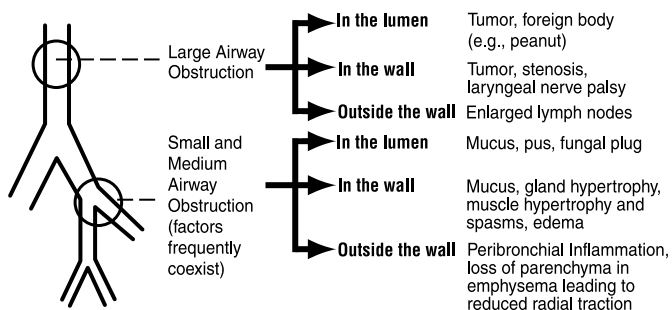 Large Airway
Obstruction
In the lumen
Tumor, foreign body
(e.g., peanut)
In the wall
Tumor, stenosis,
laryngeal nerve palsy
Outside the wall
Enlarged lymph nodes
Small and
Medium
Airway
Obstruction
(factors
frequently
coexist)
In the lumen
Mucus, pus, fungal plug
In the wall
Mucus, gland hypertrophy,
muscle hypertrophy and
spasms, edema
Outside the wall
Peribronchial Inflammation,
loss of parenchyma in
emphysema leading to
reduced radial traction